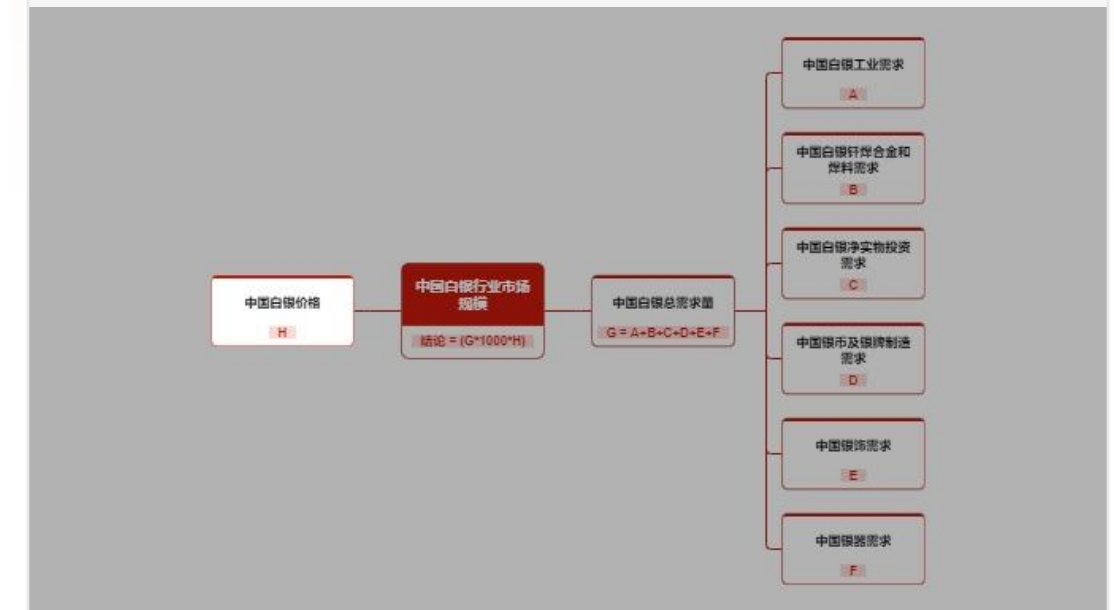 中国白银工业需求
A
中国白银钎焊合金和
焊料需求
B
中国白银净实物投资
需求
C
中国白银价格
H
中国白银行业市场
规模
结论 = (G*1000*H)
中国白银总需求量
G = A+B+C+D+E+F
中国银币及银牌制造
需求
D
中国银饰需求
E
中国银器需求
F